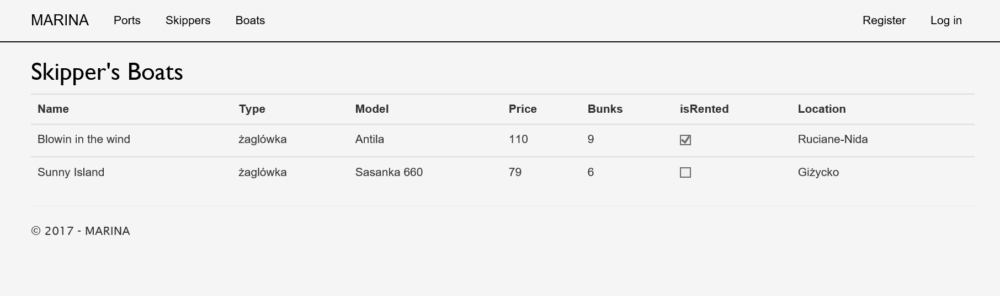 MARINA Ports Skippers Boats Register Log in
Skipper's Boats
Name Type Model Price Bunks isRented Location
Blowin in the wind żaglówka Antila 110 9 Ruciane-Nida
Sunny Island żaglówka Sasanka 660 79 6 Giżycko
© 2017 - MARINA